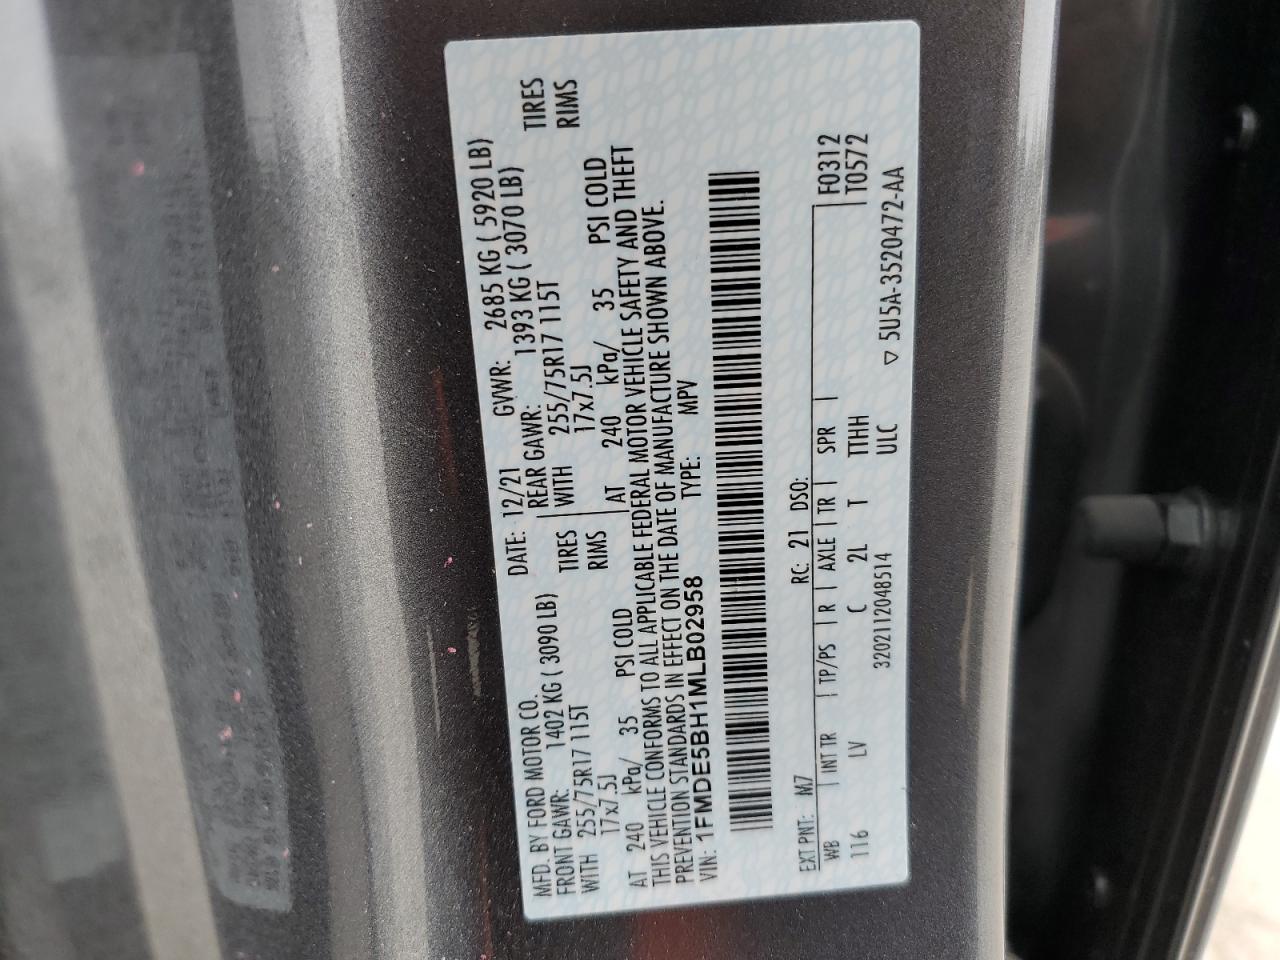 MFD. BY FORD MOTOR CO.
DATE: 12/21 GVWR: 2685 KG ( 5920 LB)
FRONT GAWR: 1402 KG ( 3090 LB) REAR GAWR: 1393 KG ( 3070 LB)
WITH 255/75R17 115T TIRES WITH 255/75R17 115T TIRES
17x7.5J RIMS 17x7.5J RIMS
AT 240 kPa/ 35 PSI COLD AT 240 kPa/ 35 PSI COLD
THIS VEHICLE CONFORMS TO ALL APPLICABLE FEDERAL MOTOR VEHICLE SAFETY AND THEFT
PREVENTION STANDARDS IN EFFECT ON THE DATE OF MANUFACTURE SHOWN ABOVE.
VIN: 1FMDE5BH1MLB02958 TYPE: MPV
EXT PNT: M7 RC: 21 DSO:
WB INT TR TP/PS R AXLE TR SPR F0312
116 LV C 2L T TTHH T0572
3202112048514 ULC ▽ 5U5A-3520472-AA